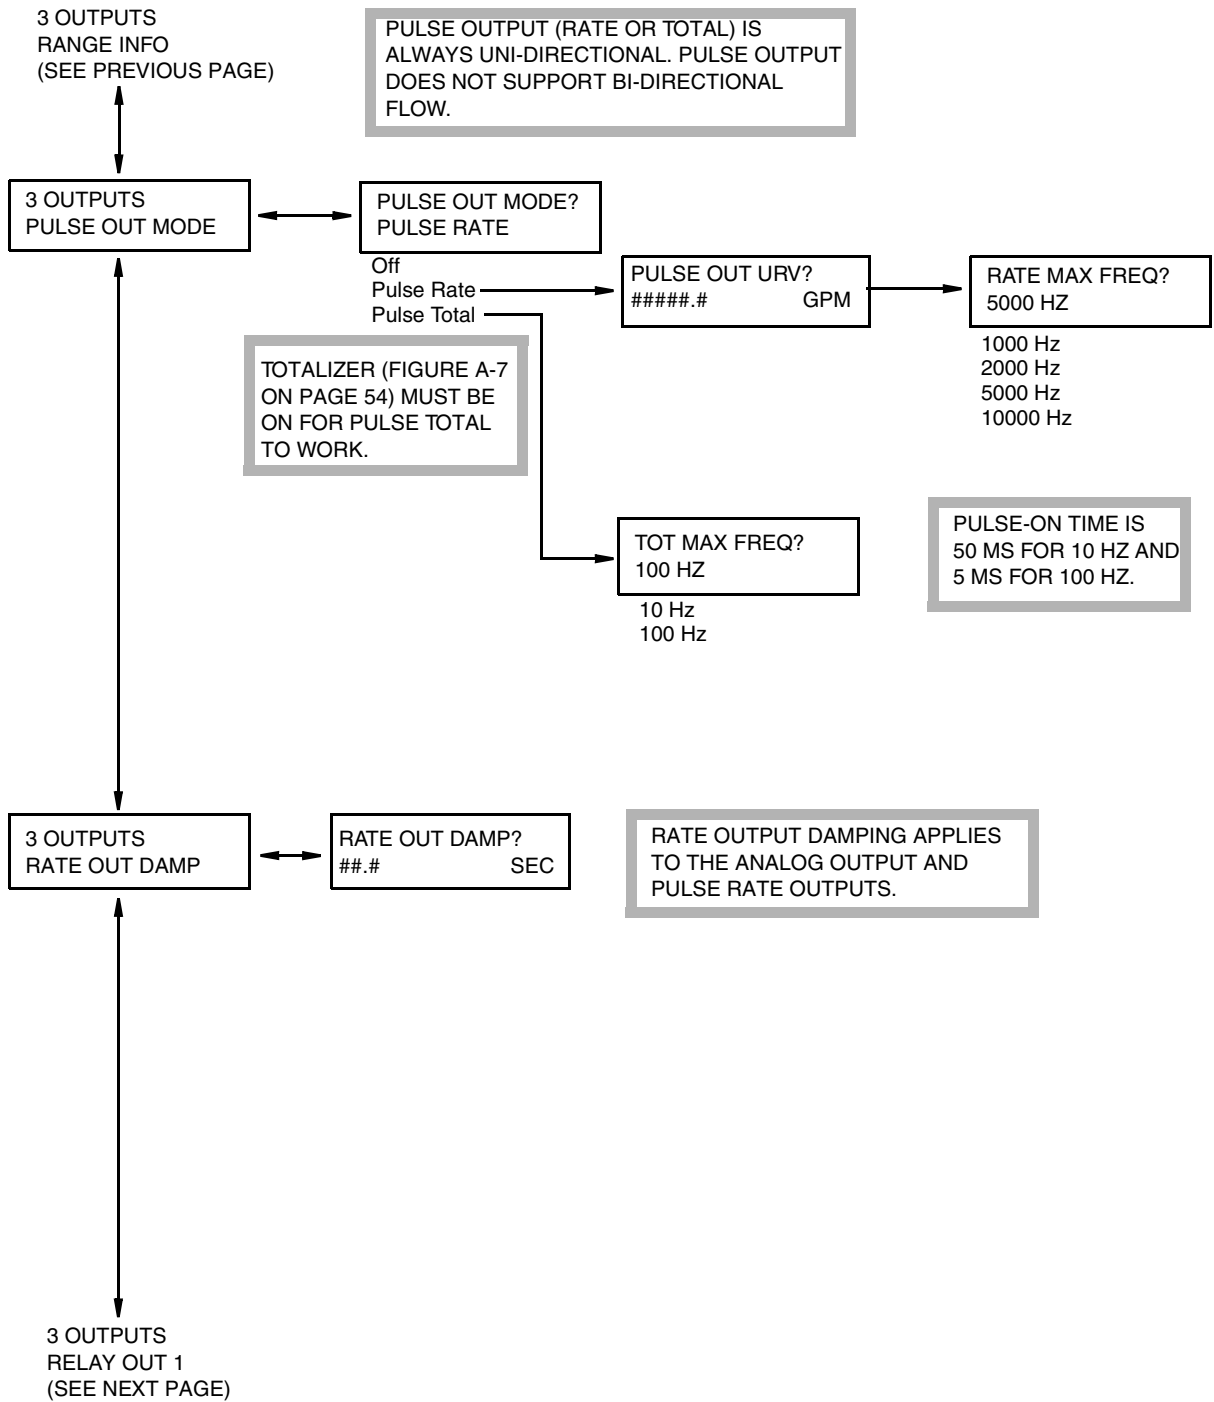 3 OUTPUTS
RANGE INFO
(SEE PREVIOUS PAGE)
PULSE OUTPUT (RATE OR TOTAL) IS
ALWAYS UNI-DIRECTIONAL. PULSE OUTPUT
DOES NOT SUPPORT BI-DIRECTIONAL
FLOW.
3 OUTPUTS
PULSE OUT MODE
PULSE OUT MODE?
PULSE RATE
Off
Pulse Rate
Pulse Total
PULSE OUT URV?
#####.# GPM
RATE MAX FREQ?
5000 HZ
1000 Hz
2000 Hz
5000 Hz
10000 Hz
TOTALIZER (FIGURE A-7
ON PAGE 54) MUST BE
ON FOR PULSE TOTAL
TO WORK.
TOT MAX FREQ?
100 HZ
10 Hz
100 Hz
PULSE-ON TIME IS
50 MS FOR 10 HZ AND
5 MS FOR 100 HZ.
3 OUTPUTS
RATE OUT DAMP
RATE OUT DAMP?
##.# SEC
RATE OUTPUT DAMPING APPLIES
TO THE ANALOG OUTPUT AND
PULSE RATE OUTPUTS.
3 OUTPUTS
RELAY OUT 1
(SEE NEXT PAGE)